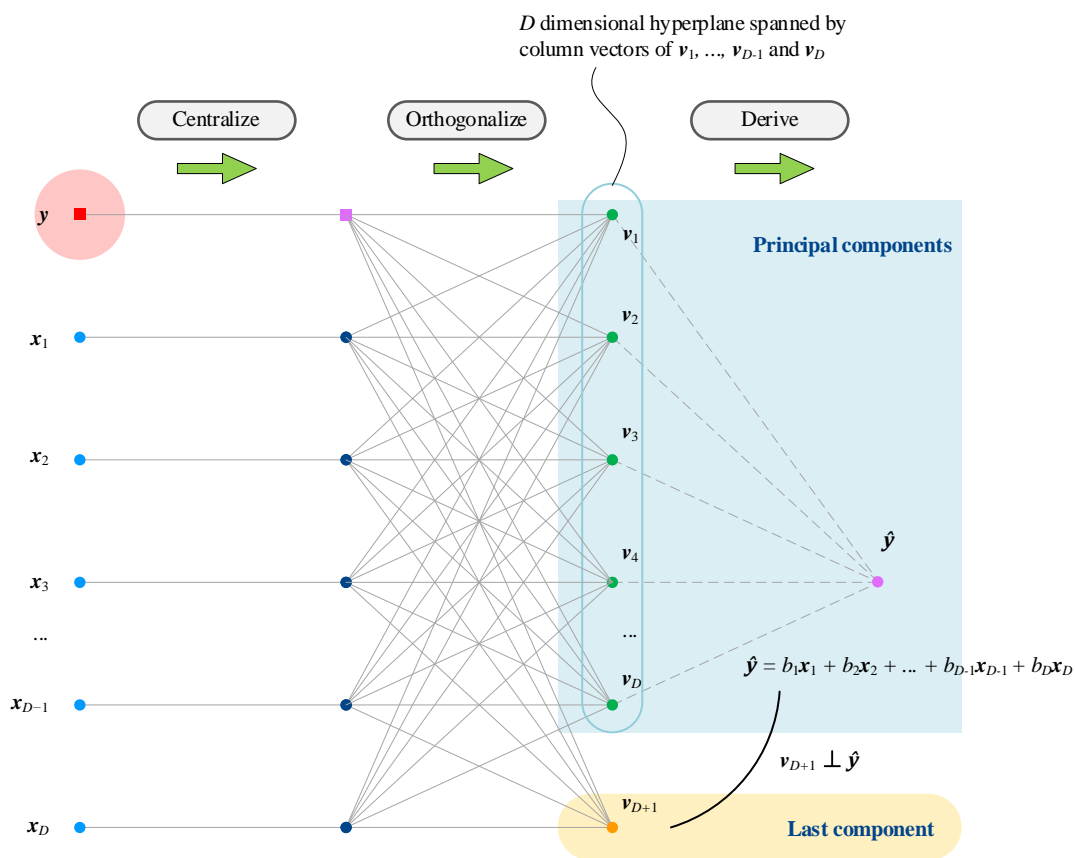 D dimensional hyperplane spanned by
column vectors of v1, ..., vD-1 and vD
Centralize
Orthogonalize
Derive
y
v1
Principal components
x1
v2
x2
v3
x3
v4
ŷ
...
...
ŷ = b1x1 + b2x2 + ... + bD-1xD-1 + bDxD
xD−1
vD
vD+1 ⊥ ŷ
xD
vD+1
Last component